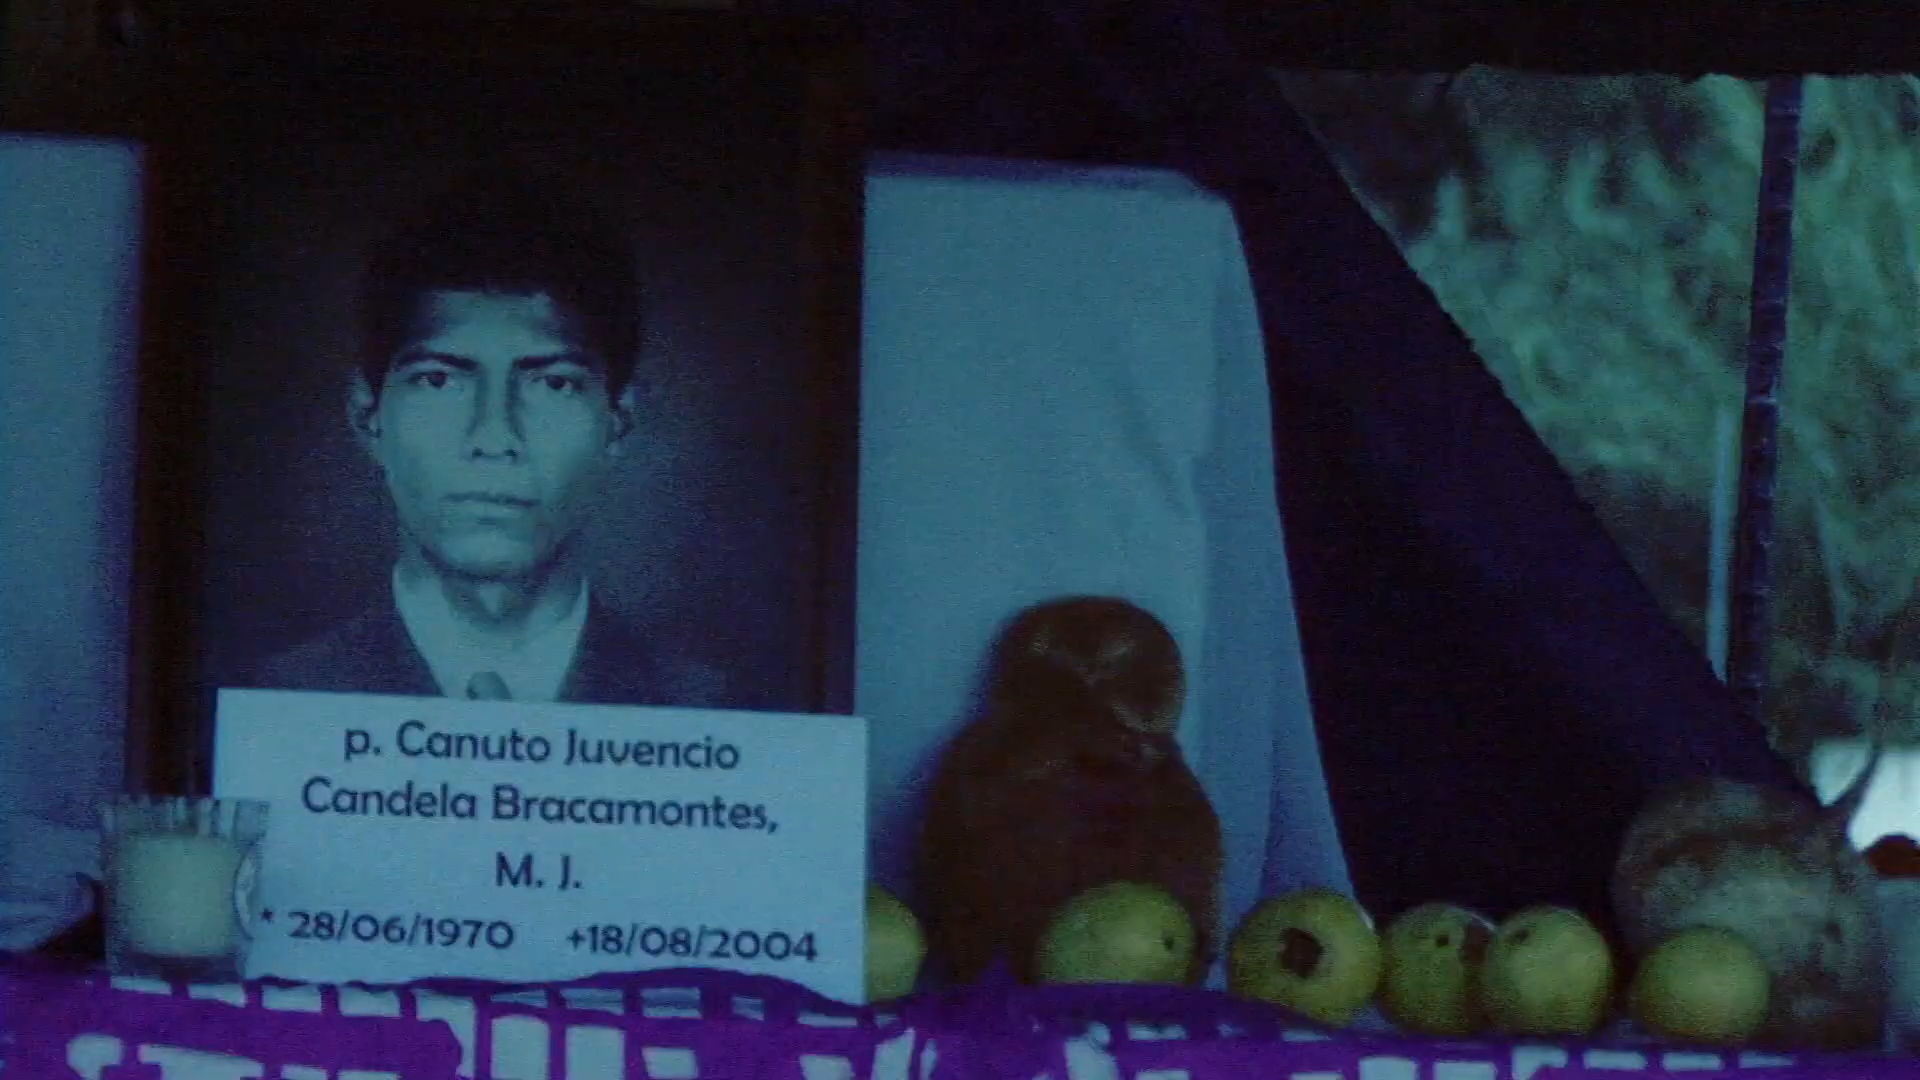 p. Canuto Juvencio
Candela Bracamontes,
M. J.
* 28/06/1970 +18/08/2004